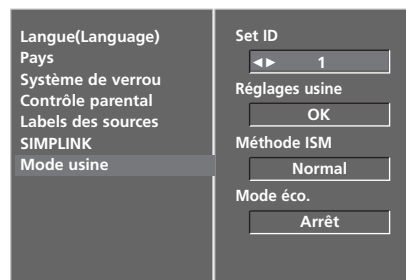 Langue(Language)
Pays
Système de verrou
Contrôle parental
Labels des sources
SIMPLINK
Mode usine
Set ID
◄► 1
Réglages usine
OK
Méthode ISM
Normal
Mode éco.
Arrêt